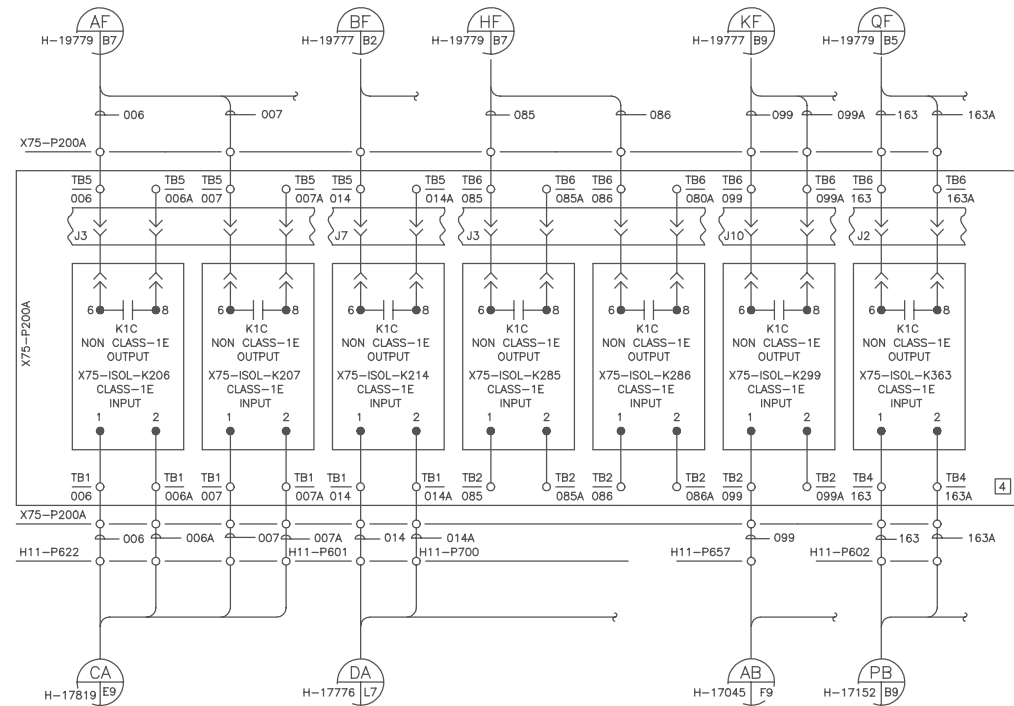 AF BF HF KF QF
H-19779 B7 H-19777 B2 H-19779 B7 H-19777 B9 H-19779 B5
006 007 085 086 099 099A 163 163A
X75-P200A
TB5 TB5 TB5 TB5 TB5 TB5 TB6 TB6 TB6 TB6 TB6 TB6 TB6 TB6
006 006A 007 007A 014 014A 085 085A 086 080A 099 099A 163 163A
J3 J7 J3 J10 J2
6 8 6 8 6 8 6 8 6 8 6 8 6 8
K1C K1C K1C K1C K1C K1C K1C
NON CLASS-1E NON CLASS-1E NON CLASS-1E NON CLASS-1E NON CLASS-1E NON CLASS-1E NON CLASS-1E
OUTPUT OUTPUT OUTPUT OUTPUT OUTPUT OUTPUT OUTPUT
X75-P200A
X75-ISOL-K206 X75-ISOL-K207 X75-ISOL-K214 X75-ISOL-K285 X75-ISOL-K286 X75-ISOL-K299 X75-ISOL-K363
CLASS-1E CLASS-1E CLASS-1E CLASS-1E CLASS-1E CLASS-1E CLASS-1E
INPUT INPUT INPUT INPUT INPUT INPUT INPUT
1 2 1 2 1 2 1 2 1 2 1 2 1 2
TB1 TB1 TB1 TB1 TB1 TB1 TB2 TB2 TB2 TB2 TB2 TB2 TB4 TB4
006 006A 007 007A 014 014A 085 085A 086 086A 099 099A 163 163A
4
X75-P200A
006 006A 007 007A 014 014A 099 163 163A
H11-P622 H11-P601 H11-P700 H11-P657 H11-P602
CA DA AB PB
H-17819 E9 H-17776 L7 H-17045 F9 H-17152 B9